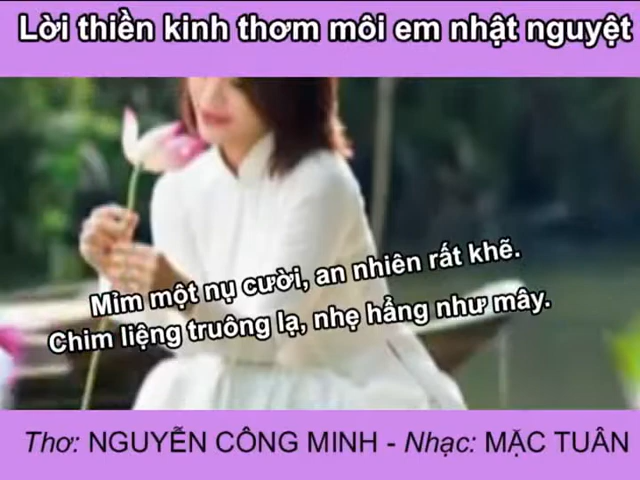 Lời thiền kinh thơm môi em nhật nguyệt
Mỉm một nụ cười, an nhiên rất khẽ.
Chim liệng truông lạ, nhẹ hẫng như mây.
Thơ: NGUYỄN CÔNG MINH - Nhạc: MẶC TUÂN